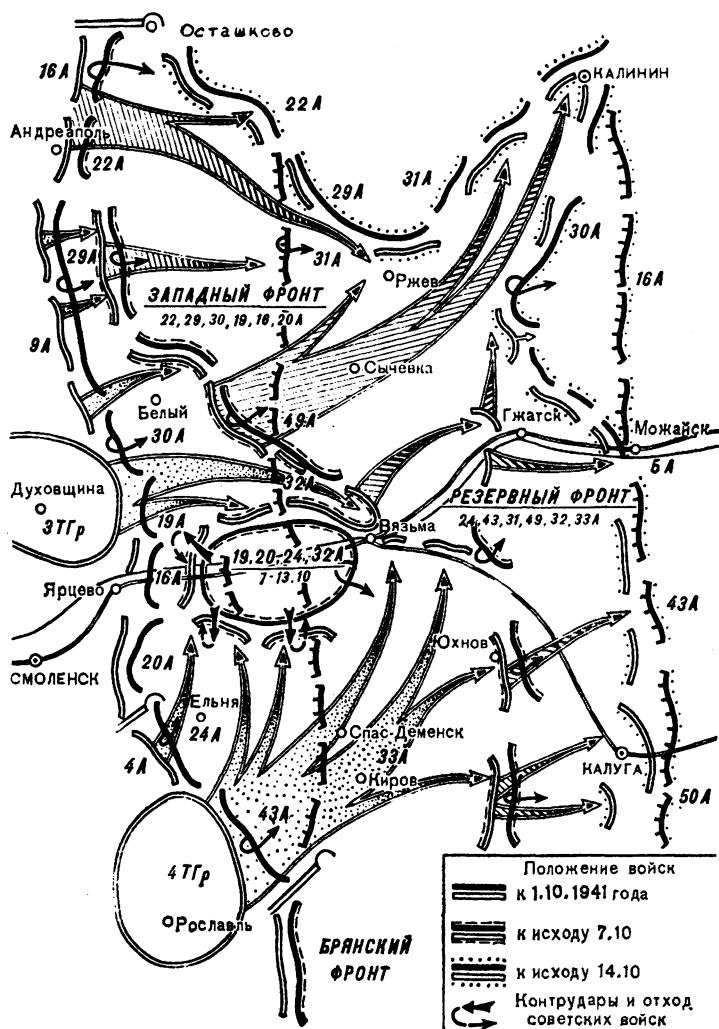 Осташково
16А
22А
КАЛИНИН
Андреаполь
22А
29А
31А
30А
29А
31А
16А
Ржев
ЗАПАДНЫЙ ФРОНТ
22, 29, 30, 19, 16, 20А
9А
Сычевка
Белый
49А
Гжатск
Можайск
30А
5А
32А
Духовщина
3ТГр
РЕЗЕРВНЫЙ ФРОНТ
24, 43, 31, 49, 32, 33А
19А
Вязьма
19.20.24.32А
7-13.10
16А
Ярцево
43А
20А
Юхнов
СМОЛЕНСК
Ельня
24А
Спас-Деменск
33А
4А
Киров
КАЛУГА
50А
43А
4ТГр
Рославль
БРЯНСКИЙ
ФРОНТ
Положение войск
к 1.10.1941 года
к исходу 7.10
к исходу 14.10
Контрудары и отход
советских войск